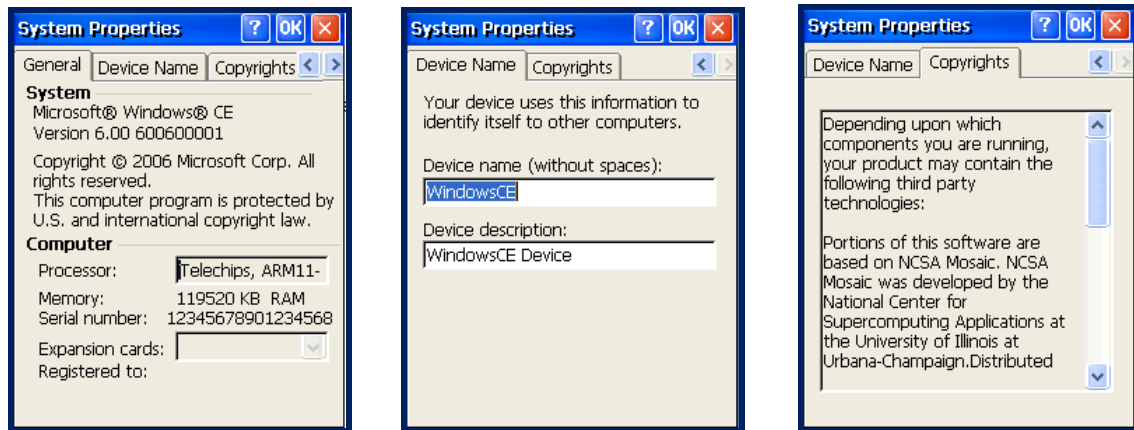 System Properties ? OK
General Device Name Copyrights
System
Microsoft® Windows® CE
Version 6.00 600600001
Copyright © 2006 Microsoft Corp. All
rights reserved.
This computer program is protected by
U.S. and international copyright law.
Computer
Processor: Telechips, ARM11-
Memory: 119520 KB RAM
Serial number: 12345678901234568
Expansion cards:
Registered to:
System Properties ? OK
Device Name Copyrights
Your device uses this information to
identify itself to other computers.
Device name (without spaces):
WindowsCE
Device description:
WindowsCE Device
System Properties ? OK
Device Name Copyrights
Depending upon which
components you are running,
your product may contain the
following third party
technologies:
Portions of this software are
based on NCSA Mosaic. NCSA
Mosaic was developed by the
National Center for
Supercomputing Applications at
the University of Illinois at
Urbana-Champaign.Distributed